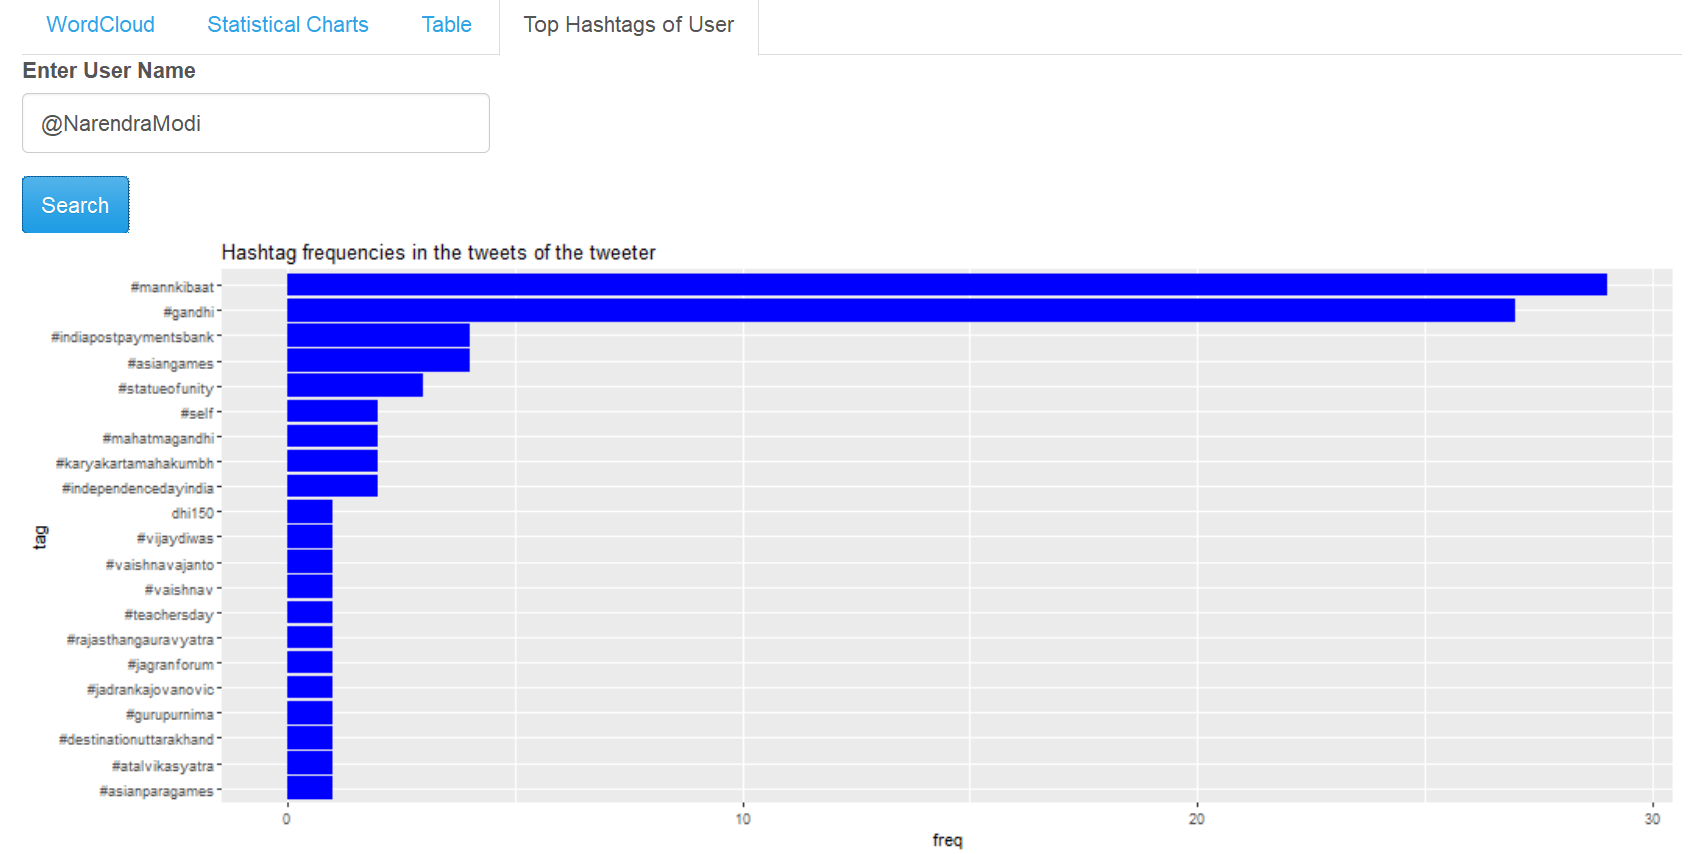 WordCloud Statistical Charts Table Top Hashtags of User
Enter User Name
@NarendraModi
Search
Hashtag frequencies in the tweets of the tweeter
#mannkibaat
#gandhi
#indiapostpaymentsbank
#asiangames
#statueofunity
#self
#mahatmagandhi
#karyakartamahakumbh
#independencedayindia
dhi150
#vijaydiwas
#vaishnavajanto
#vaishnav
#teachersday
#rajasthangauravyatra
#jagranforum
#jadrankajovanovic
#gurupurnima
#destinationuttarakhand
#atalvikasyatra
#asianparagames
tag
0 10 20 30
freq